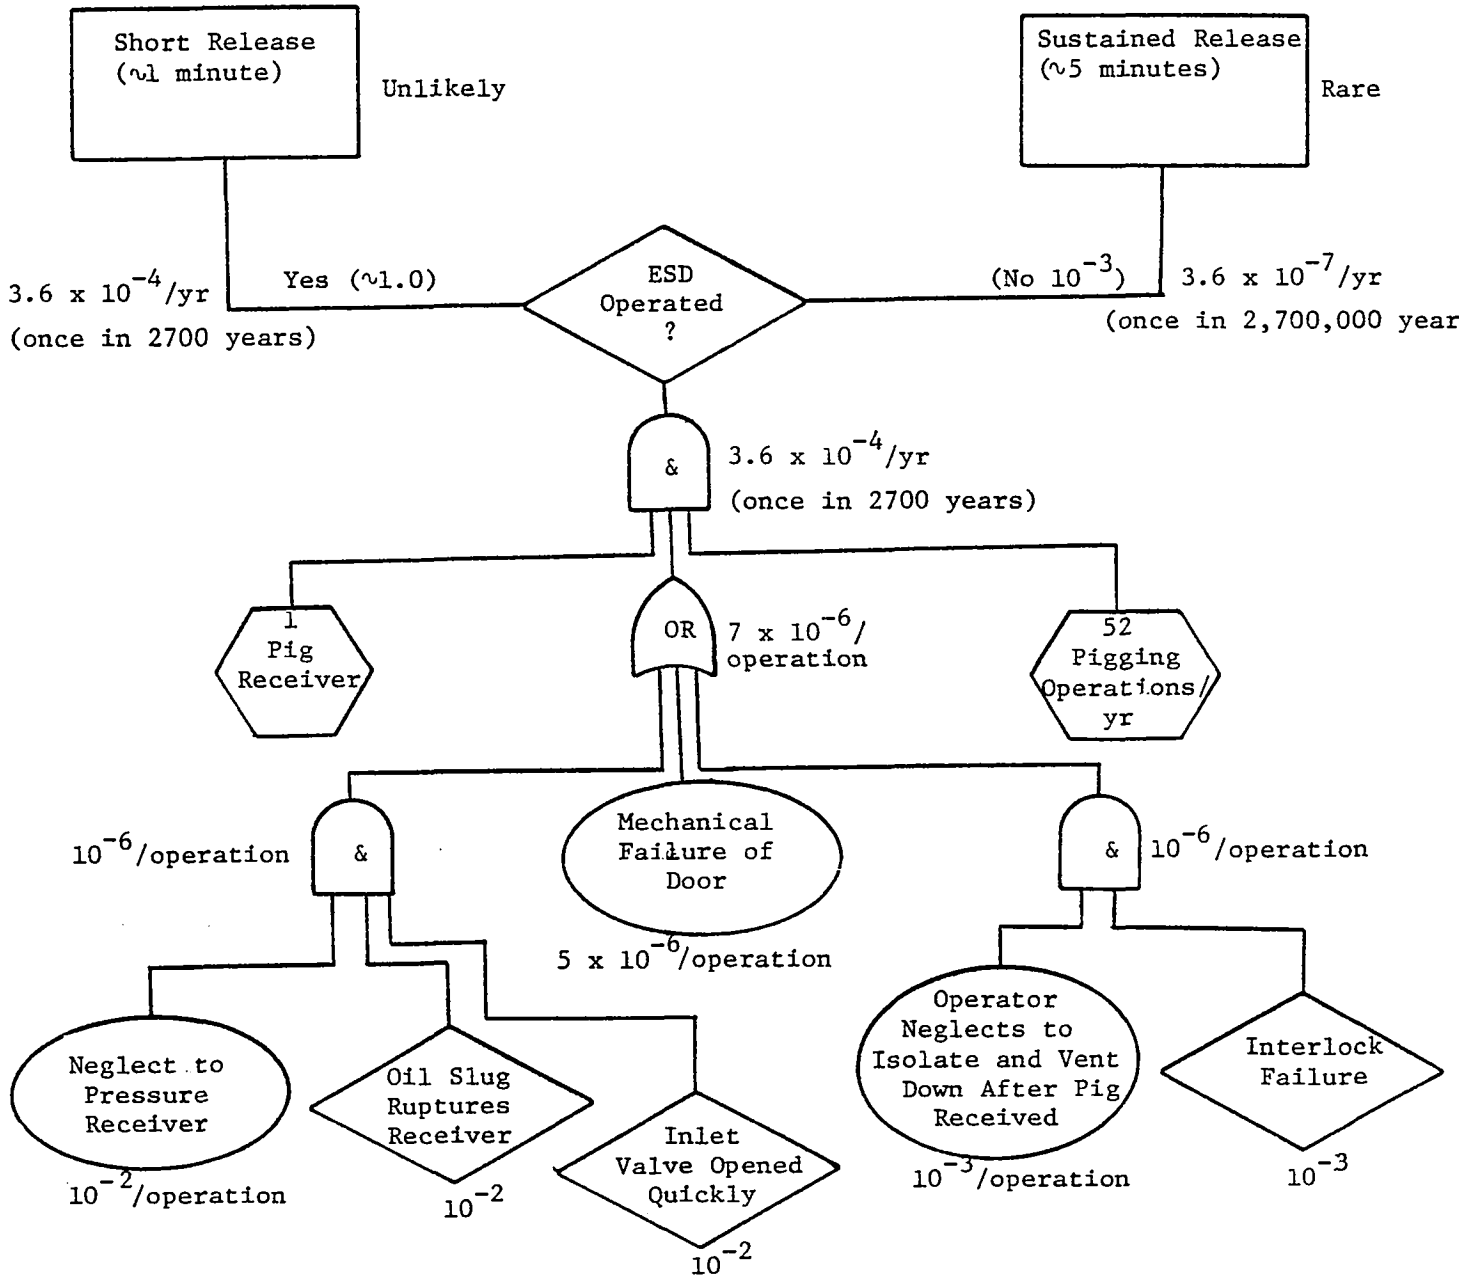 Short Release
(~1 minute)
Unlikely
Sustained Release
(~5 minutes)
Rare
3.6 x 10^-4/yr
(once in 2700 years)
Yes (~1.0)
ESD
Operated
?
(No 10^-3)
3.6 x 10^-7/yr
(once in 2,700,000 year
&
3.6 x 10^-4/yr
(once in 2700 years)
1
Pig
Receiver
OR
7 x 10^-6/
operation
52
Pigging
Operations/
yr
10^-6/operation
&
Mechanical
Failure of
Door
5 x 10^-6/operation
&
10^-6/operation
Neglect to
Pressure
Receiver
10^-2/operation
Oil Slug
Ruptures
Receiver
10^-2
Inlet
Valve Opened
Quickly
10^-2
Operator
Neglects to
Isolate and Vent
Down After Pig
Received
10^-3/operation
Interlock
Failure
10^-3